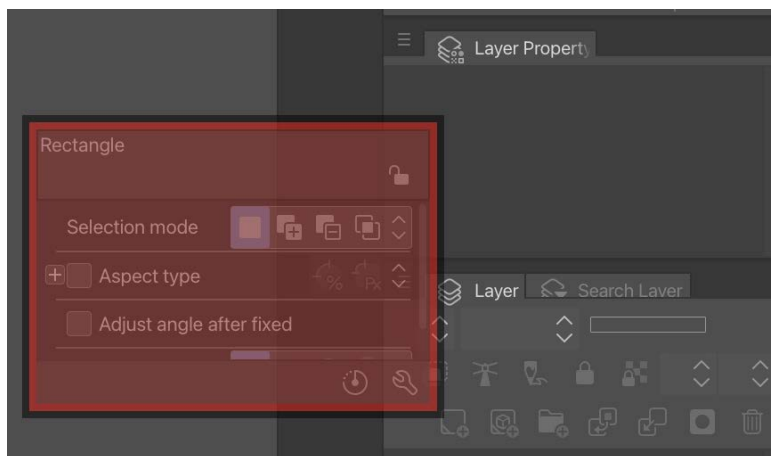 Layer Property
Rectangle
Selection mode
Aspect type
Layer
Search Layer
Adjust angle after fixed